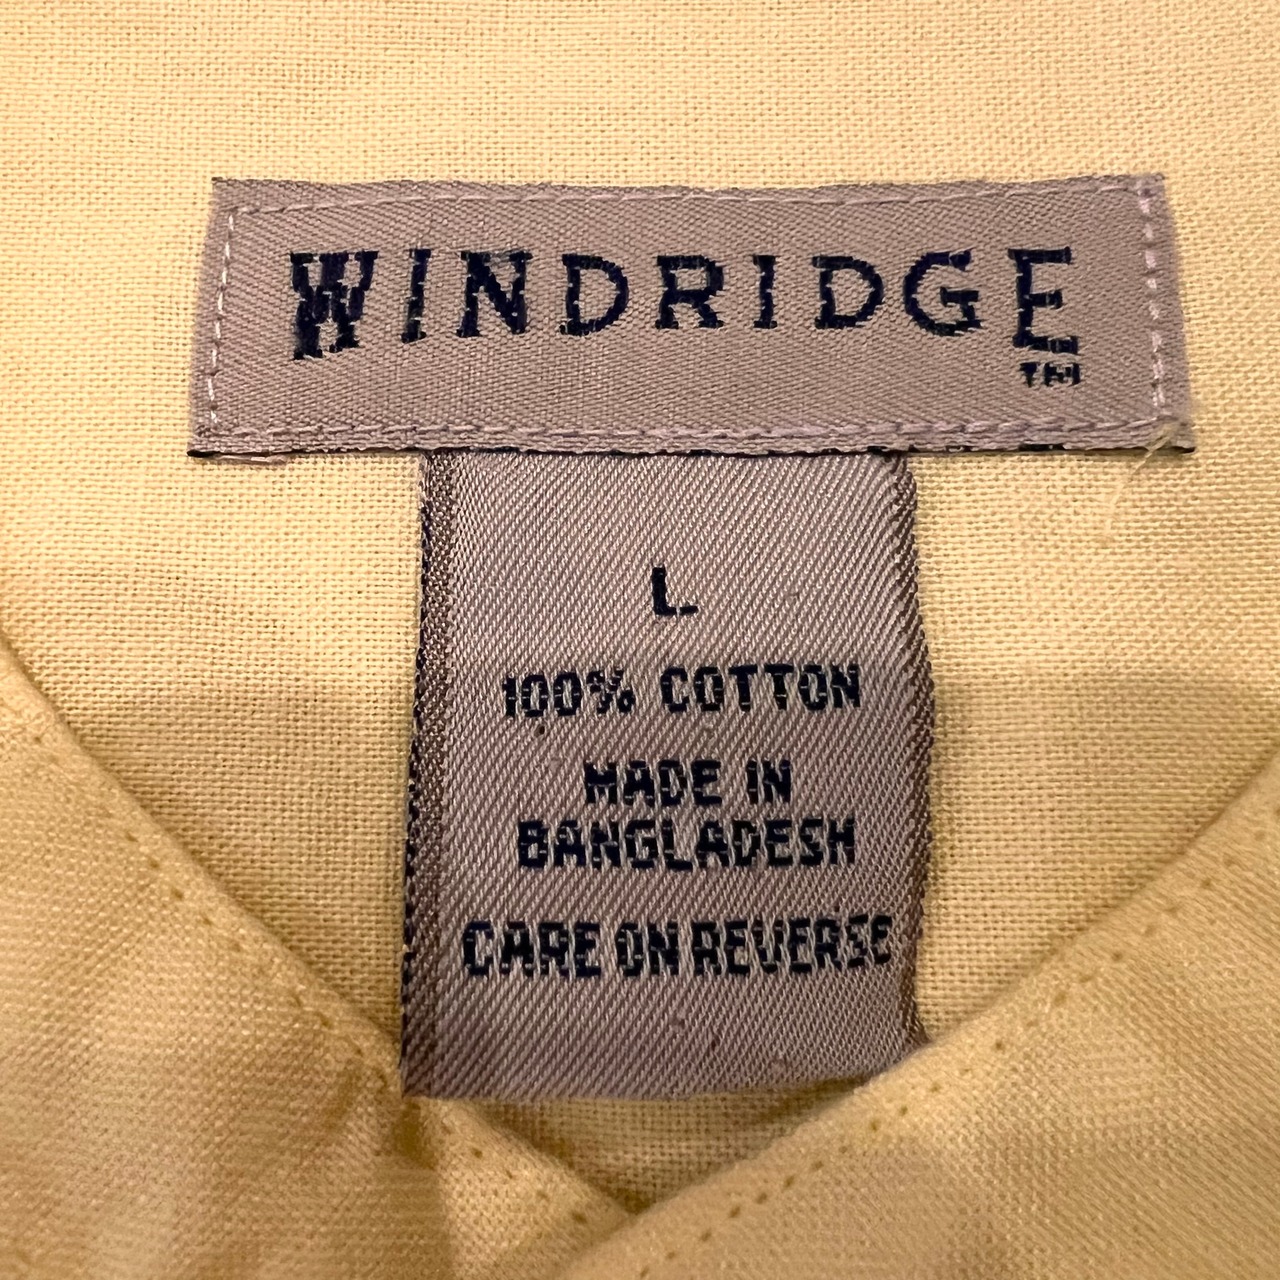 WINDRIDGE
TM
L
100% COTTON
MADE IN
BANGLADESH
CARE ON REVERSE